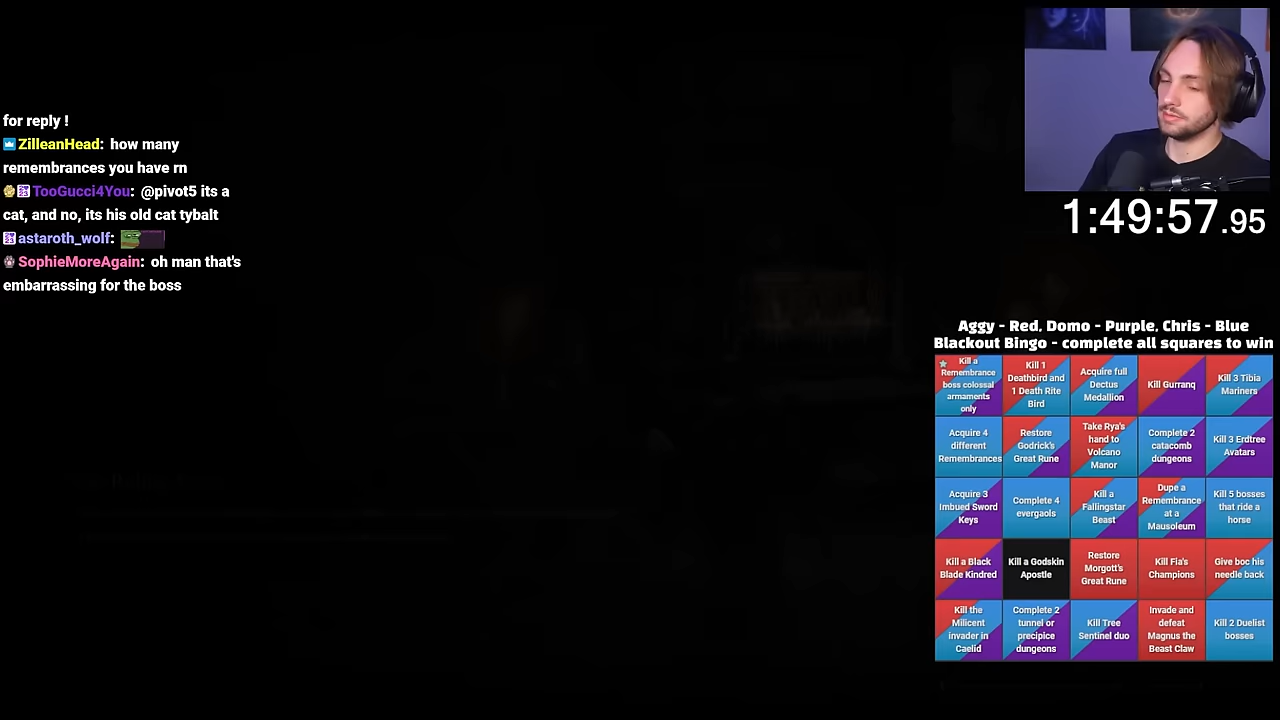 for reply !
ZilleanHead: how many
remembrances you have rn
TooGucci4You: @pivot5 its a
cat, and no, its his old cat tybalt
astaroth_wolf:
SophieMoreAgain: oh man that's
embarrassing for the boss
1:49:57.95
Aggy - Red, Domo - Purple, Chris - Blue
Blackout Bingo - complete all squares to win
Kill a
Remembrance
boss colossal
armaments
only
Kill 1
Deathbird and
1 Death Rite
Bird
Acquire full
Dectus
Medallion
Kill Gurranq
Kill 3 Tibia
Mariners
Acquire 4
different
Remembrances
Restore
Godrick's
Great Rune
Take Rya's
hand to
Volcano
Manor
Complete 2
catacomb
dungeons
Kill 3 Erdtree
Avatars
Acquire 3
Imbued Sword
Keys
Complete 4
evergaols
Kill a
Fallingstar
Beast
Dupe a
Remembrance
at a
Mausoleum
Kill 5 bosses
that ride a
horse
Kill a Black
Blade Kindred
Kill a Godskin
Apostle
Restore
Morgott's
Great Rune
Kill Fia's
Champions
Give boc his
needle back
Kill the
Milicent
invader in
Caelid
Complete 2
tunnel or
precipice
dungeons
Kill Tree
Sentinel duo
Invade and
defeat
Magnus the
Beast Claw
Kill 2 Duelist
bosses